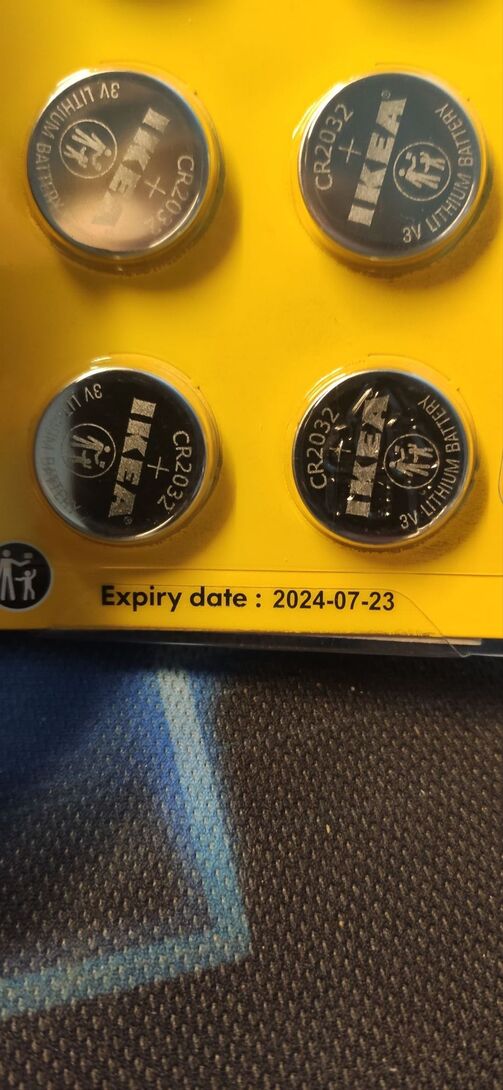 3V LITHIUM BATTERY
IKEA
+
CR2032
CR2032
+
IKEA®
3V LITHIUM BATTERY
3V
BATTERY
IKEA®
+
CR2032
CR2032
+
IKEA
3V LITHIUM BATTERY
Expiry date : 2024-07-23